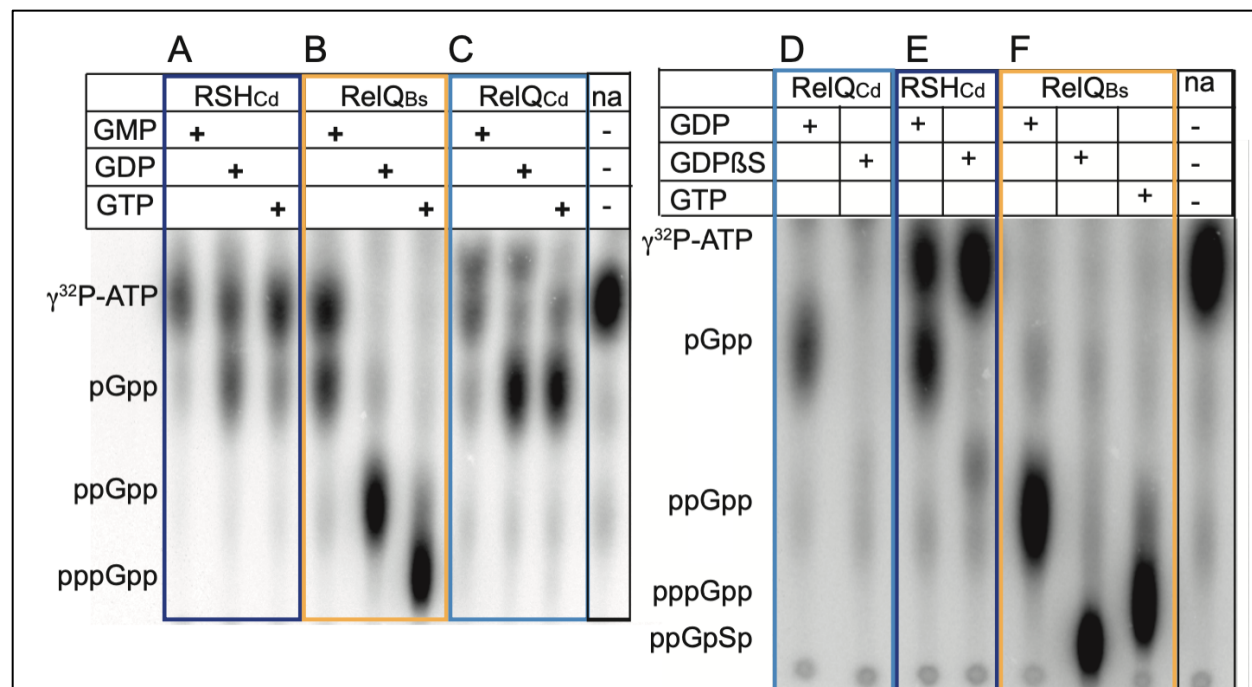 A B C
RSHCd RelQBs RelQCd na
GMP + + + -
GDP + + + -
GTP + + + -
γ³²P-ATP
pGpp
ppGpp
pppGpp
D E F
RelQCd RSHCd RelQBs na
GDP + + + -
GDPßS + + + -
GTP + -
γ³²P-ATP
pGpp
ppGpp
pppGpp
ppGpSp